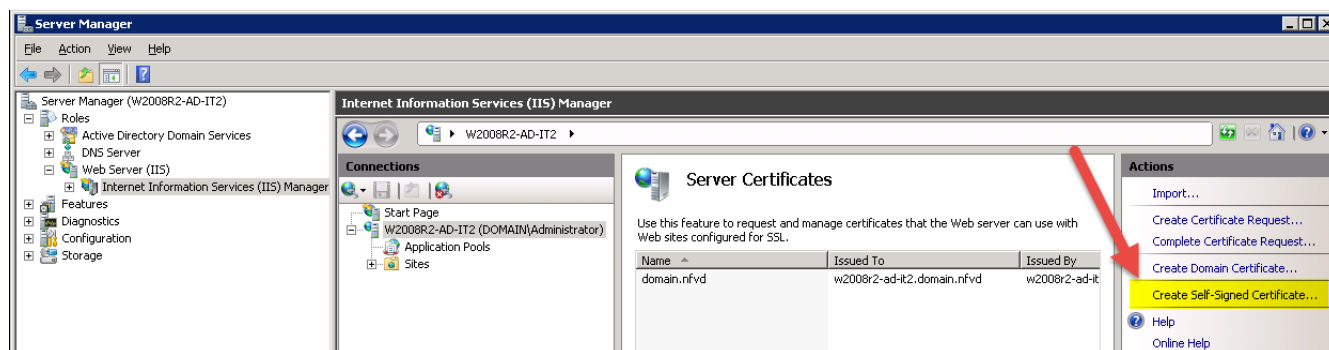 Server Manager
File Action View Help
Server Manager (W2008R2-AD-IT2)
Roles
Active Directory Domain Services
DNS Server
Web Server (IIS)
Internet Information Services (IIS) Manager
Features
Diagnostics
Configuration
Storage
Internet Information Services (IIS) Manager
W2008R2-AD-IT2
Connections
Start Page
W2008R2-AD-IT2 (DOMAIN\Administrator)
Application Pools
Sites
Server Certificates
Use this feature to request and manage certificates that the Web server can use with
Web sites configured for SSL.
Name Issued To Issued By
domain.nfvd w2008r2-ad-it2.domain.nfvd w2008r2-ad-it
Actions
Import...
Create Certificate Request...
Complete Certificate Request...
Create Domain Certificate...
Create Self-Signed Certificate...
Help
Online Help